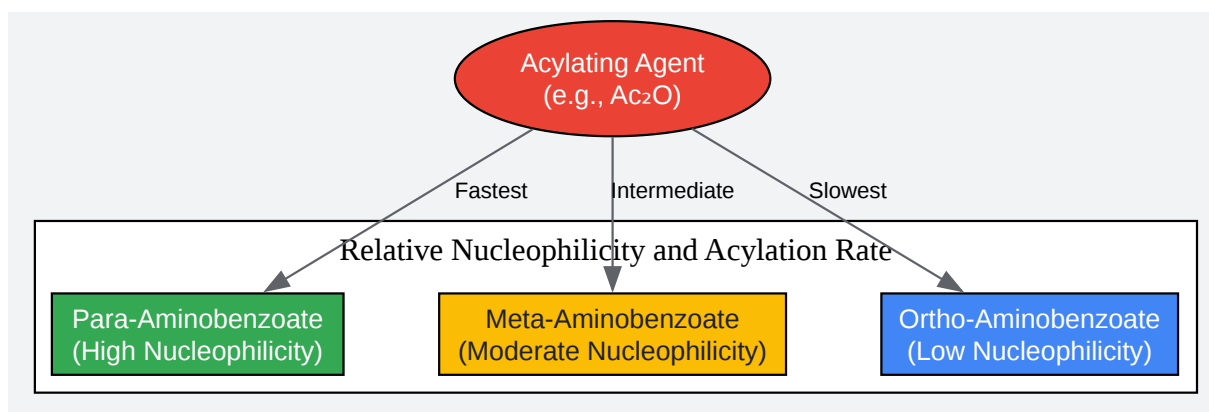 Acylating Agent
(e.g., Ac₂O)
Fastest
Intermediate
Slowest
Relative Nucleophilicity and Acylation Rate
Para-Aminobenzoate
(High Nucleophilicity)
Meta-Aminobenzoate
(Moderate Nucleophilicity)
Ortho-Aminobenzoate
(Low Nucleophilicity)